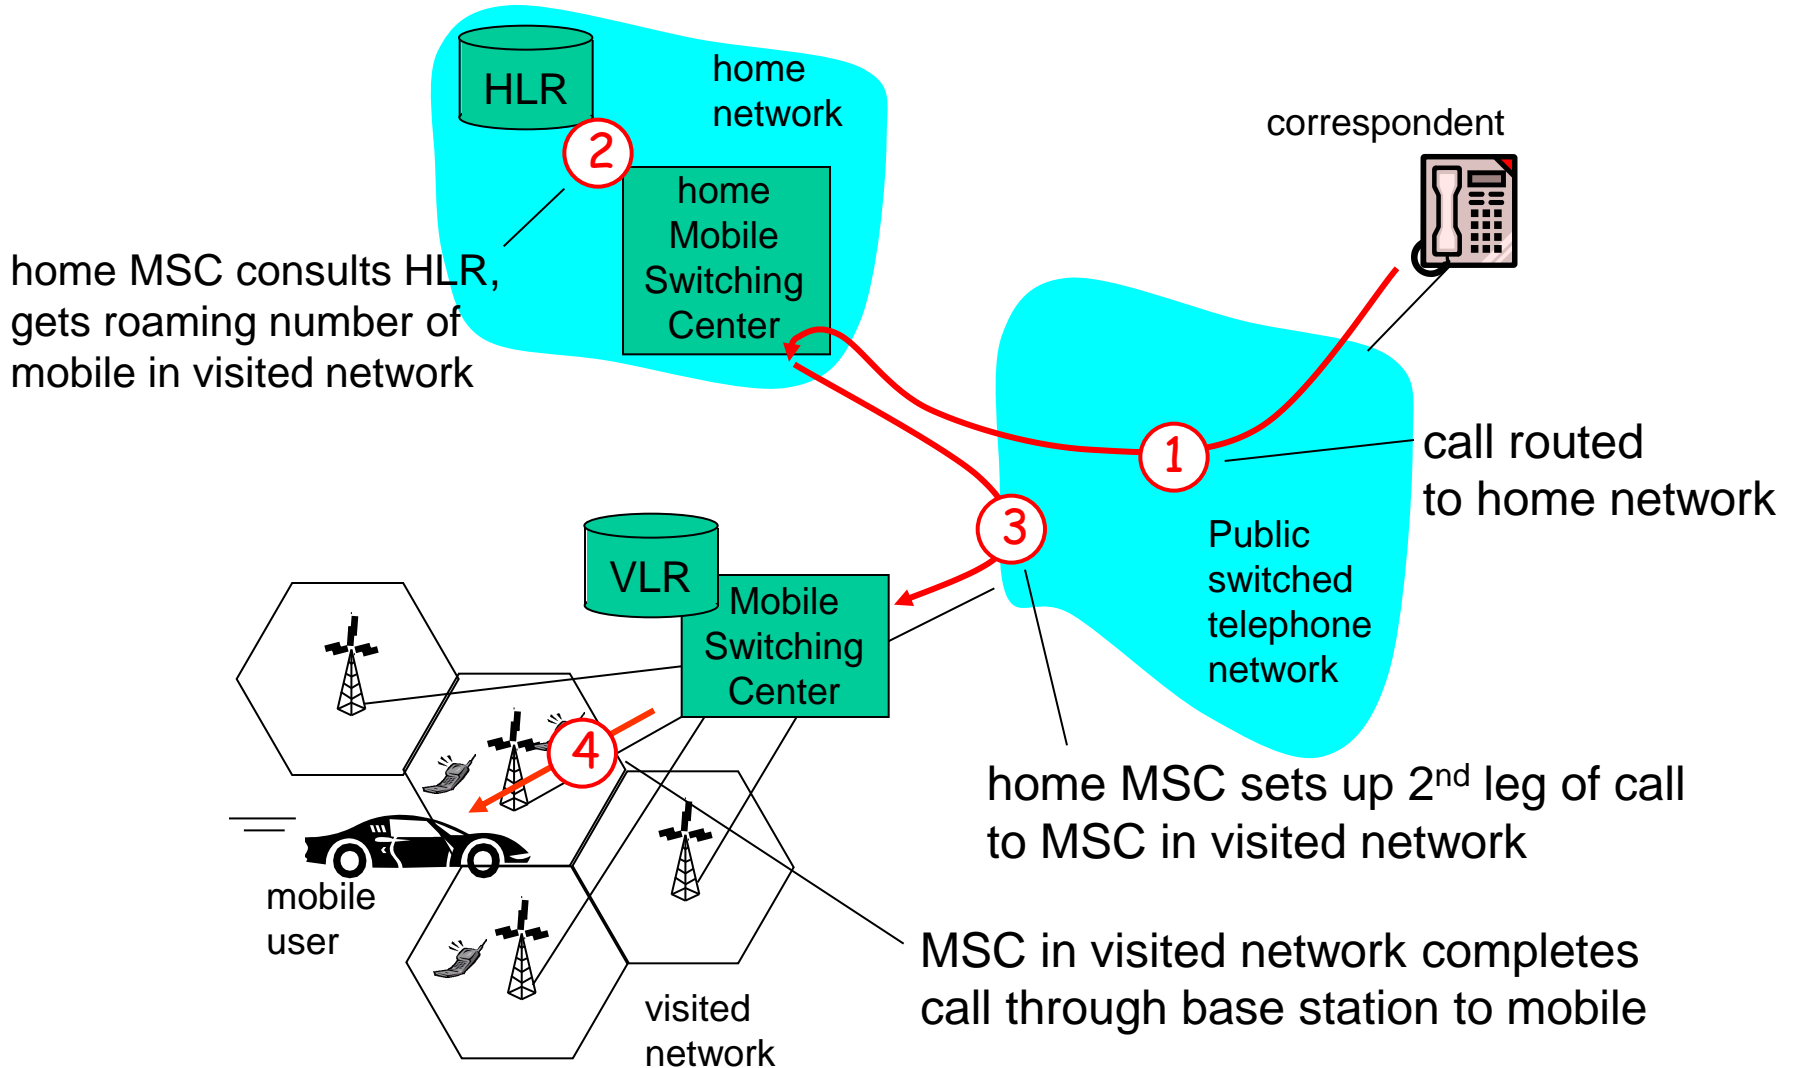 HLR
home
network
2
home
Mobile
Switching
Center
correspondent
home MSC consults HLR,
gets roaming number of
mobile in visited network
1
call routed
to home network
3
Public
switched
telephone
network
VLR
Mobile
Switching
Center
4
home MSC sets up 2nd leg of call
to MSC in visited network
mobile
user
MSC in visited network completes
call through base station to mobile
visited
network